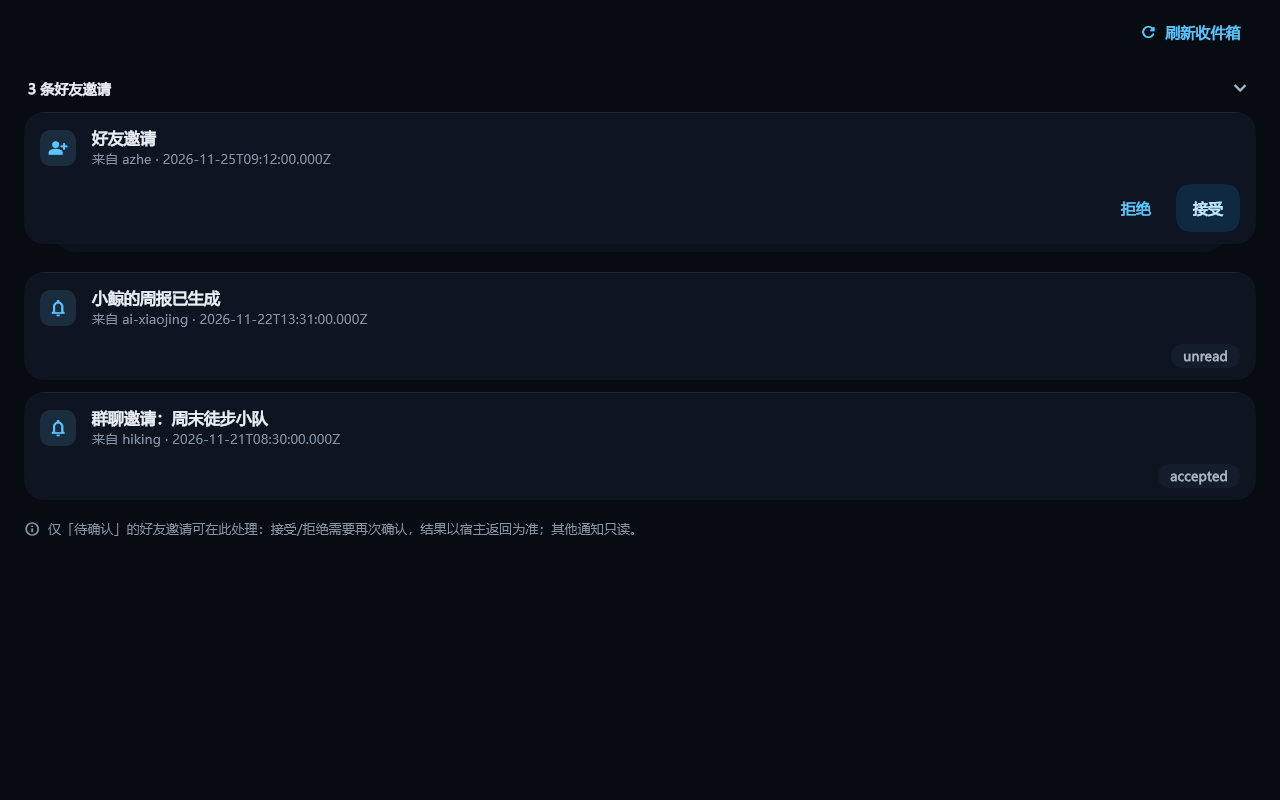 刷新收件箱
3 条好友邀请
好友邀请
来自 azhe · 2026-11-25T09:12:00.000Z
拒绝
接受
小鲸的周报已生成
来自 ai-xiaojing · 2026-11-22T13:31:00.000Z
unread
群聊邀请：周末徒步小队
来自 hiking · 2026-11-21T08:30:00.000Z
accepted
仅「待确认」的好友邀请可在此处理：接受/拒绝需要再次确认，结果以宿主返回为准；其他通知只读。